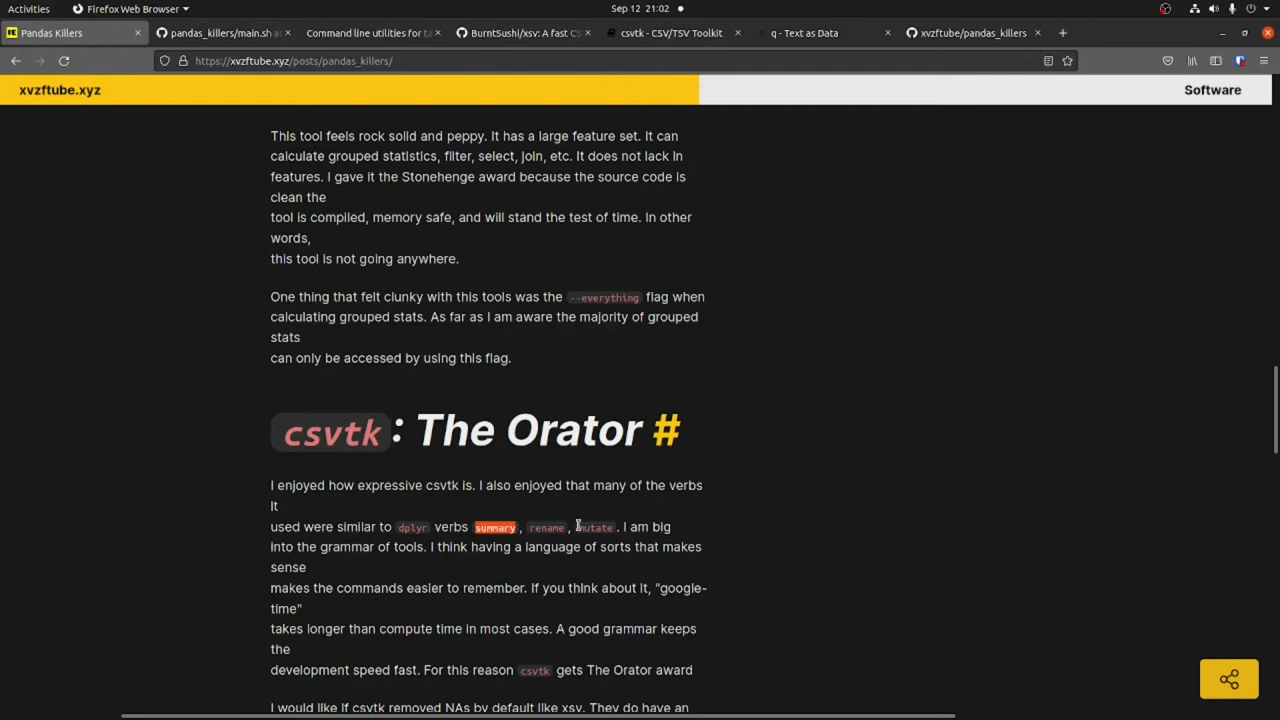 Activities
Firefox Web Browser
Sep 12 21:02
Pandas Killers
pandas_killers/main.sh a
Command line utilities for ta
BurntSushi/xsv: A fast CS
csvtk - CSV/TSV Toolkit
q - Text as Data
xvzftube/pandas_killers
https://xvzftube.xyz/posts/pandas_killers/
xvzftube.xyz
Software
This tool feels rock solid and peppy. It has a large feature set. It can
calculate grouped statistics, filter, select, join, etc. It does not lack in
features. I gave it the Stonehenge award because the source code is
clean the
tool is compiled, memory safe, and will stand the test of time. In other
words,
this tool is not going anywhere.
One thing that felt clunky with this tools was the --everything flag when
calculating grouped stats. As far as I am aware the majority of grouped
stats
can only be accessed by using this flag.
csvtk: The Orator #
I enjoyed how expressive csvtk is. I also enjoyed that many of the verbs
it
used were similar to dplyr verbs summary, rename, mutate. I am big
into the grammar of tools. I think having a language of sorts that makes
sense
makes the commands easier to remember. If you think about it, "google-
time"
takes longer than compute time in most cases. A good grammar keeps
the
development speed fast. For this reason csvtk gets The Orator award
I would like if csvtk removed NAs by default like xsv. They do have an